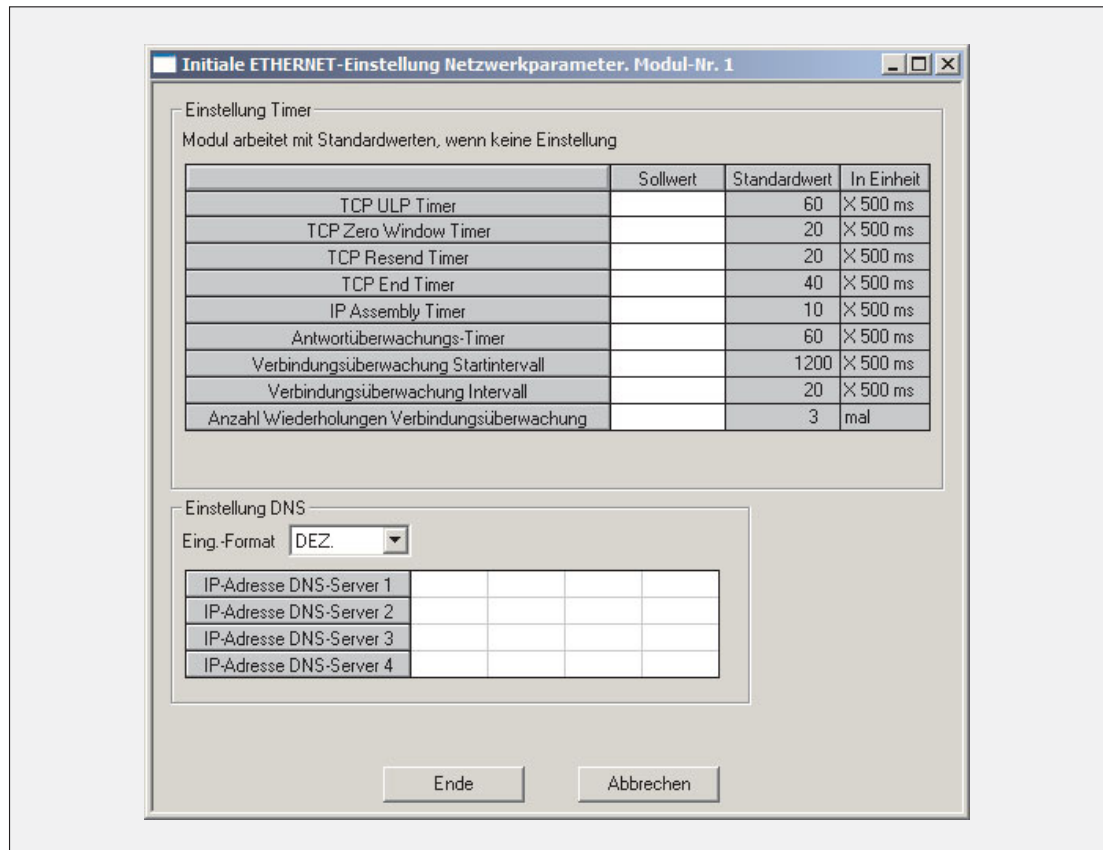 Initiale ETHERNET-Einstellung Netzwerkparameter. Modul-Nr. 1
Einstellung Timer
Modul arbeitet mit Standardwerten, wenn keine Einstellung
Sollwert Standardwert In Einheit
TCP ULP Timer 60 X 500 ms
TCP Zero Window Timer 20 X 500 ms
TCP Resend Timer 20 X 500 ms
TCP End Timer 40 X 500 ms
IP Assembly Timer 10 X 500 ms
Antwortüberwachungs-Timer 60 X 500 ms
Verbindungsüberwachung Startintervall 1200 X 500 ms
Verbindungsüberwachung Intervall 20 X 500 ms
Anzahl Wiederholungen Verbindungsüberwachung 3 mal
Einstellung DNS
Eing.-Format DEZ.
IP-Adresse DNS-Server 1
IP-Adresse DNS-Server 2
IP-Adresse DNS-Server 3
IP-Adresse DNS-Server 4
Ende Abbrechen